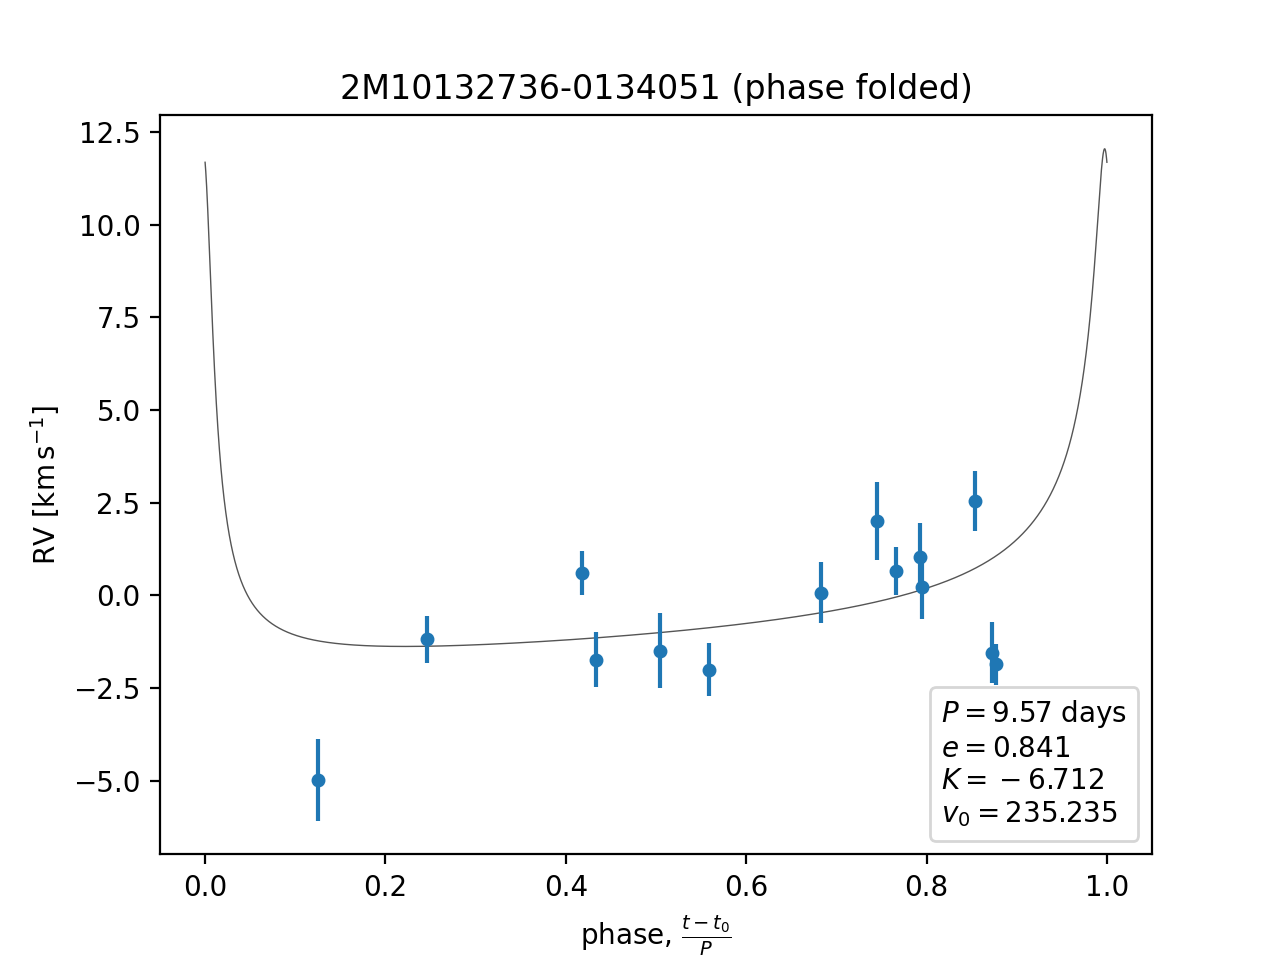 2M10132736-0134051 (phase folded)
12.5
10.0
7.5
5.0
2.5
0.0
−2.5
−5.0
RV [km s⁻¹]
P = 9.57 days
e = 0.841
K = −6.712
v₀ = 235.235
0.0 0.2 0.4 0.6 0.8 1.0
phase, (t − t₀)/P